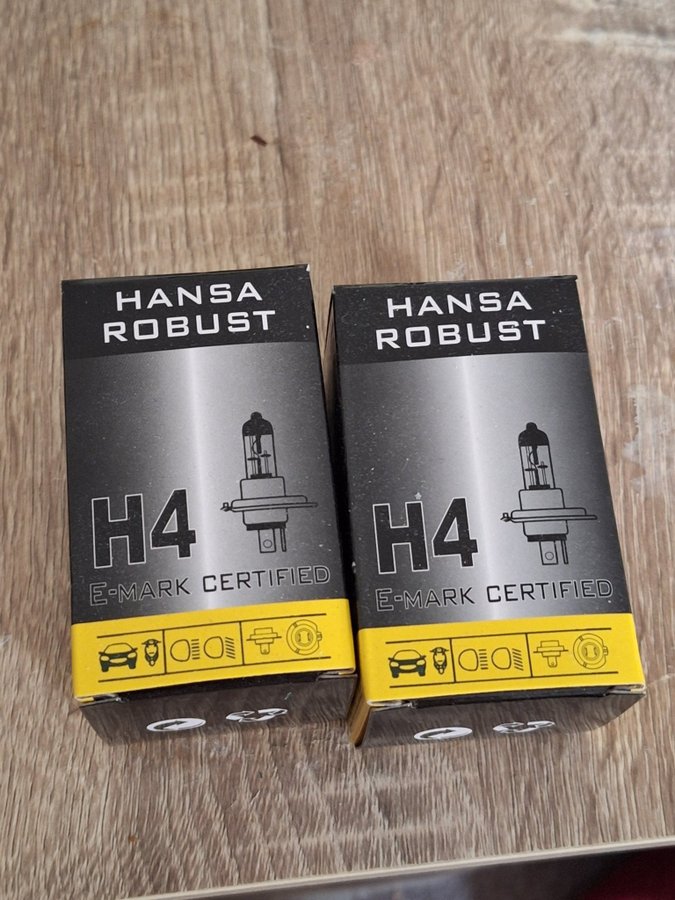 HANSA
ROBUST
H4
E-MARK CERTIFIED
HANSA
ROBUST
H4
E-MARK CERTIFIED